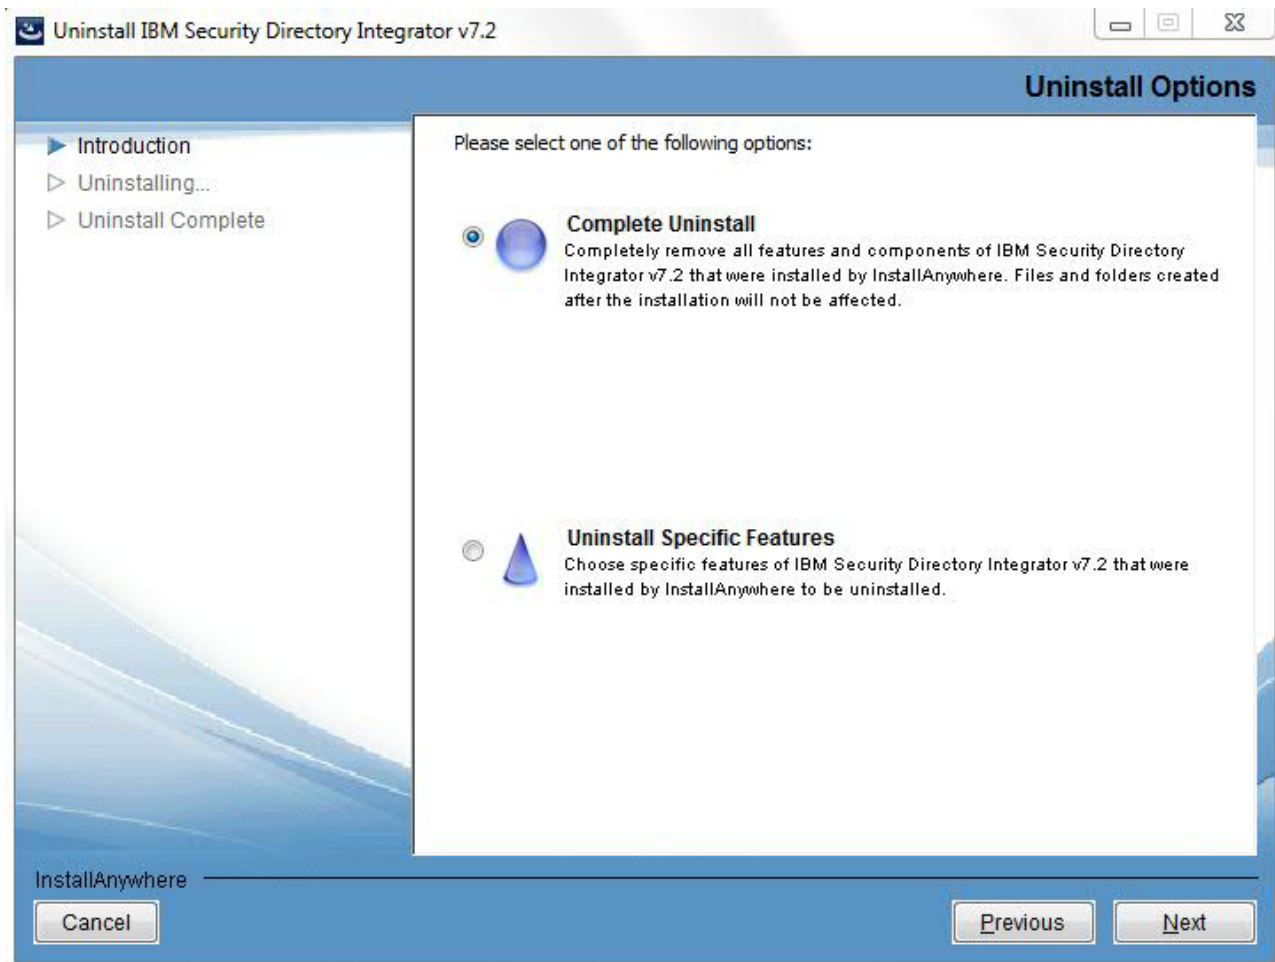 Uninstall IBM Security Directory Integrator v7.2
Uninstall Options
Introduction
Uninstalling...
Uninstall Complete
Please select one of the following options:
Complete Uninstall
Completely remove all features and components of IBM Security Directory
Integrator v7.2 that were installed by InstallAnywhere. Files and folders created
after the installation will not be affected.
Uninstall Specific Features
Choose specific features of IBM Security Directory Integrator v7.2 that were
installed by InstallAnywhere to be uninstalled.
InstallAnywhere
Cancel
Previous
Next